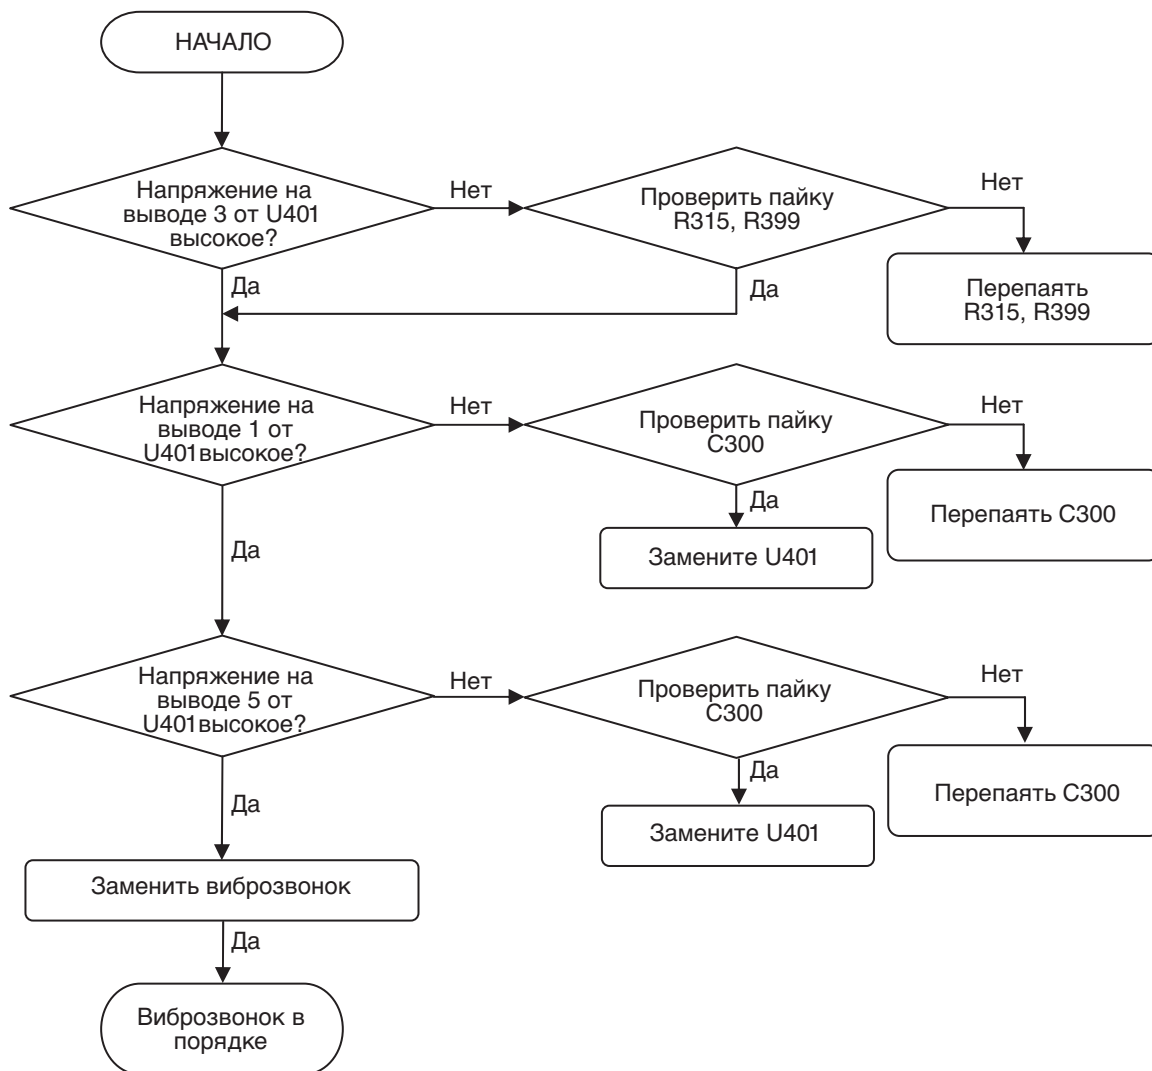 НАЧАЛО
Напряжение на
выводе 3 от U401
высокое?
Нет
Проверить пайку
R315, R399
Нет
Перепаять
R315, R399
Да
Да
Напряжение на
выводе 1 от
U401высокое?
Нет
Проверить пайку
C300
Нет
Перепаять C300
Да
Замените U401
Да
Напряжение на
выводе 5 от
U401высокое?
Нет
Проверить пайку
C300
Нет
Перепаять C300
Да
Замените U401
Да
Заменить виброзвонок
Да
Виброзвонок в
порядке